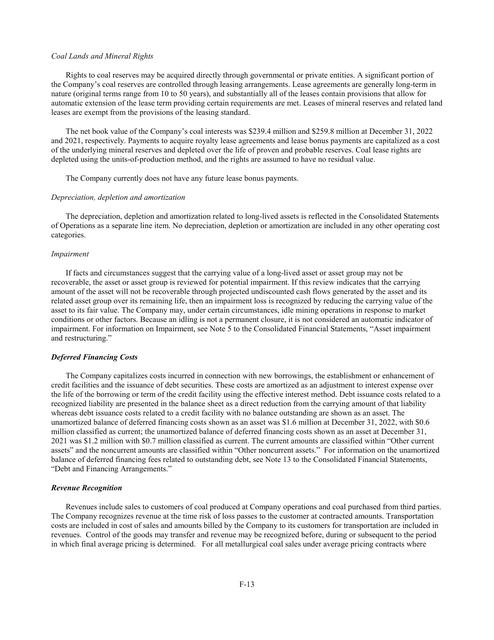 Coal Lands and Mineral Rights
Rights to coal reserves may be acquired directly through governmental or private entities. A significant portion of
the Company's coal reserves are controlled through leasing arrangements. Lease agreements are generally long-term in
nature (original terms range from 10 to 50 years), and substantially all of the leases contain provisions that allow for
automatic extension of the lease term providing certain requirements are met. Leases of mineral reserves and related land
leases are exempt from the provisions of the leasing standard.
The net book value of the Company's coal interests was $239.4 million and $259.8 million at December 31, 2022
and 2021, respectively. Payments to acquire royalty lease agreements and lease bonus payments are capitalized as a cost
of the underlying mineral reserves and depleted over the life of proven and probable reserves. Coal lease rights are
depleted using the units-of-production method, and the rights are assumed to have no residual value.
The Company currently does not have any future lease bonus payments.
Depreciation, depletion and amortization
The depreciation, depletion and amortization related to long-lived assets is reflected in the Consolidated Statements
of Operations as a separate line item. No depreciation, depletion or amortization are included in any other operating cost
categories.
Impairment
If facts and circumstances suggest that the carrying value of a long-lived asset or asset group may not be
recoverable, the asset or asset group is reviewed for potential impairment. If this review indicates that the carrying
amount of the asset will not be recoverable through projected undiscounted cash flows generated by the asset and its
related asset group over its remaining life, then an impairment loss is recognized by reducing the carrying value of the
asset to its fair value. The Company may, under certain circumstances, idle mining operations in response to market
conditions or other factors. Because an idling is not a permanent closure, it is not considered an automatic indicator of
impairment. For information on Impairment, see Note 5 to the Consolidated Financial Statements, "Asset impairment
and restructuring."
Deferred Financing Costs
The Company capitalizes costs incurred in connection with new borrowings, the establishment or enhancement of
credit facilities and the issuance of debt securities. These costs are amortized as an adjustment to interest expense over
the life of the borrowing or term of the credit facility using the effective interest method. Debt issuance costs related to a
recognized liability are presented in the balance sheet as a direct reduction from the carrying amount of that liability
whereas debt issuance costs related to a credit facility with no balance outstanding are shown as an asset. The
unamortized balance of deferred financing costs shown as an asset was $1.6 million at December 31, 2022, with $0.6
million classified as current; the unamortized balance of deferred financing costs shown as an asset at December 31,
2021 was $1.2 million with $0.7 million classified as current. The current amounts are classified within "Other current
assets" and the noncurrent amounts are classified within "Other noncurrent assets." For information on the unamortized
balance of deferred financing fees related to outstanding debt, see Note 13 to the Consolidated Financial Statements,
"Debt and Financing Arrangements."
Revenue Recognition
Revenues include sales to customers of coal produced at Company operations and coal purchased from third parties.
The Company recognizes revenue at the time risk of loss passes to the customer at contracted amounts. Transportation
costs are included in cost of sales and amounts billed by the Company to its customers for transportation are included in
revenues. Control of the goods may transfer and revenue may be recognized before, during or subsequent to the period
in which final average pricing is determined. For all metallurgical coal sales under average pricing contracts where
F-13